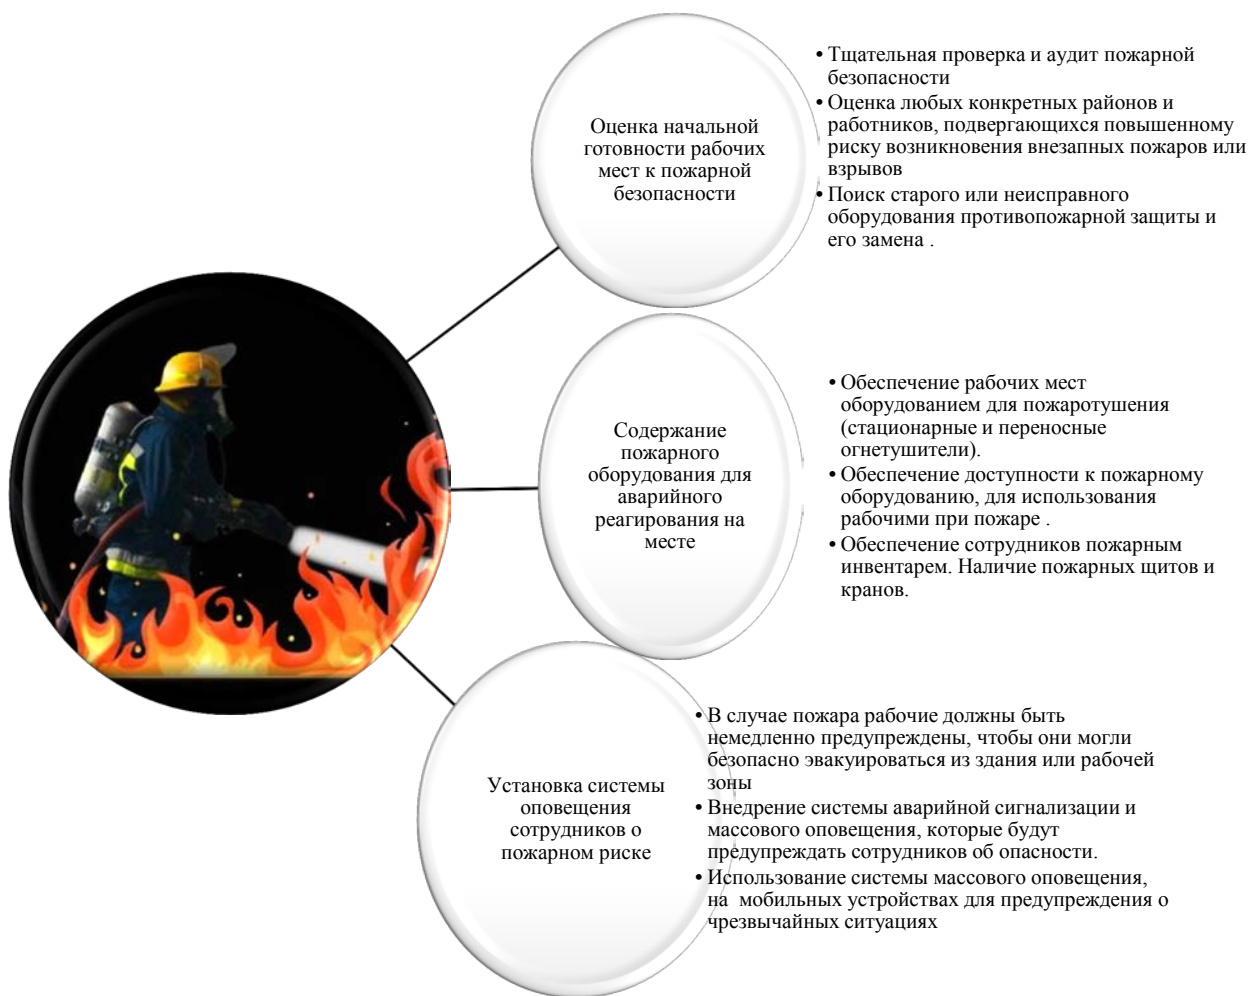 Оценка начальной
готовности рабочих
мест к пожарной
безопасности
• Тщательная проверка и аудит пожарной
безопасности
• Оценка любых конкретных районов и
работников, подвергающихся повышенному
риску возникновения внезапных пожаров или
взрывов
• Поиск старого или неисправного
оборудования противопожарной защиты и
его замена .
Содержание
пожарного
оборудования для
аварийного
реагирования на
месте
• Обеспечение рабочих мест
оборудованием для пожаротушения
(стационарные и переносные
огнетушители).
• Обеспечение доступности к пожарному
оборудованию, для использования
рабочими при пожаре .
• Обеспечение сотрудников пожарным
инвентарем. Наличие пожарных щитов и
кранов.
Установка системы
оповещения
сотрудников о
пожарном риске
• В случае пожара рабочие должны быть
немедленно предупреждены, чтобы они могли
безопасно эвакуироваться из здания или рабочей
зоны
• Внедрение системы аварийной сигнализации и
массового оповещения, которые будут
предупреждать сотрудников об опасности.
• Использование системы массового оповещения,
на мобильных устройствах для предупреждения о
чрезвычайных ситуациях